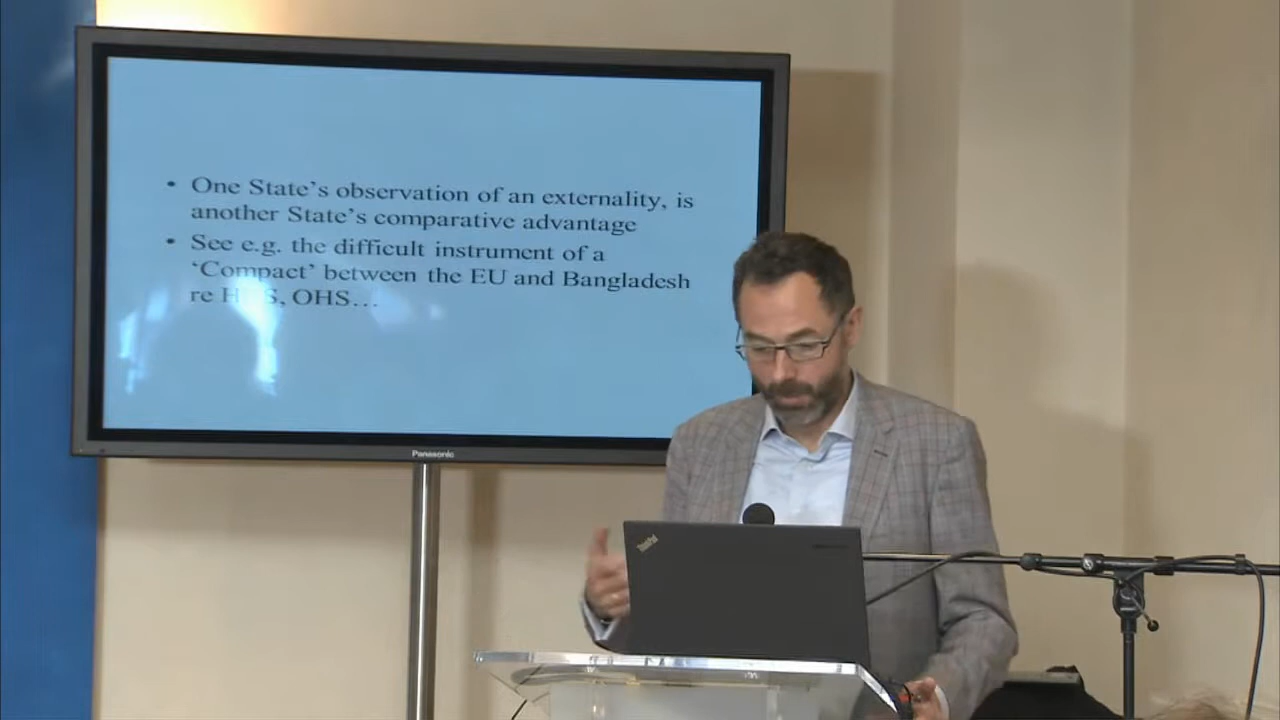 • One State's observation of an externality, is
another State's comparative advantage
• See e.g. the difficult instrument of a
'Compact' between the EU and Bangladesh
re OHS…
Panasonic
ThinkPad